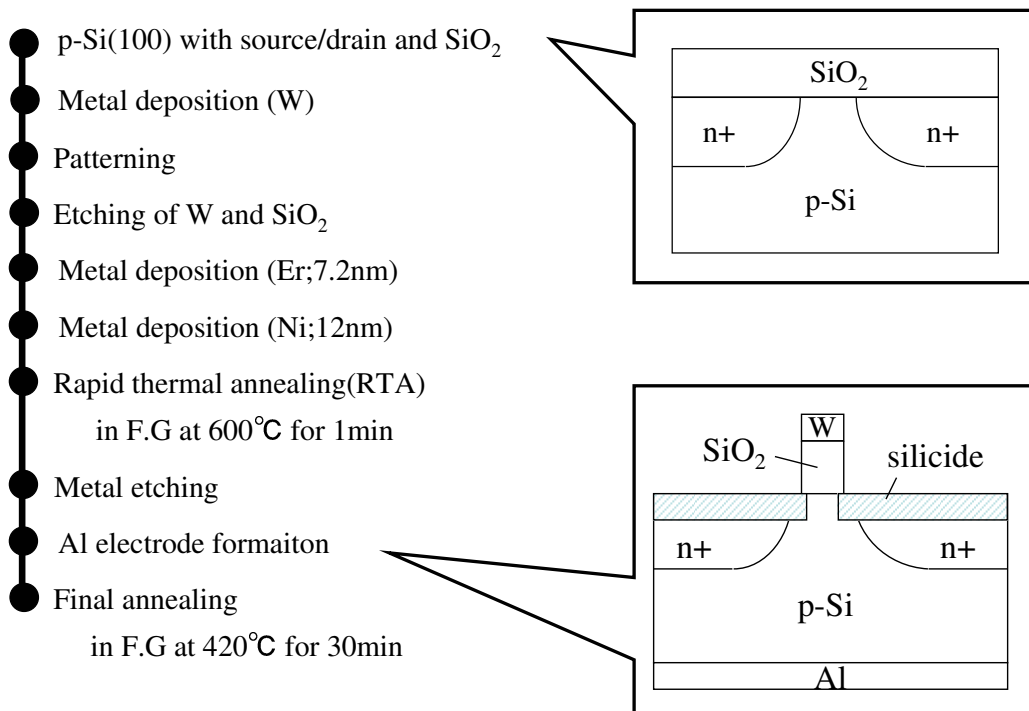 p-Si(100) with source/drain and SiO₂
Metal deposition (W)
Patterning
Etching of W and SiO₂
Metal deposition (Er;7.2nm)
Metal deposition (Ni;12nm)
Rapid thermal annealing(RTA)
in F.G at 600℃ for 1min
Metal etching
Al electrode formaiton
Final annealing
in F.G at 420℃ for 30min
SiO₂
n+ n+
p-Si
W
SiO₂ silicide
n+ n+
p-Si
Al